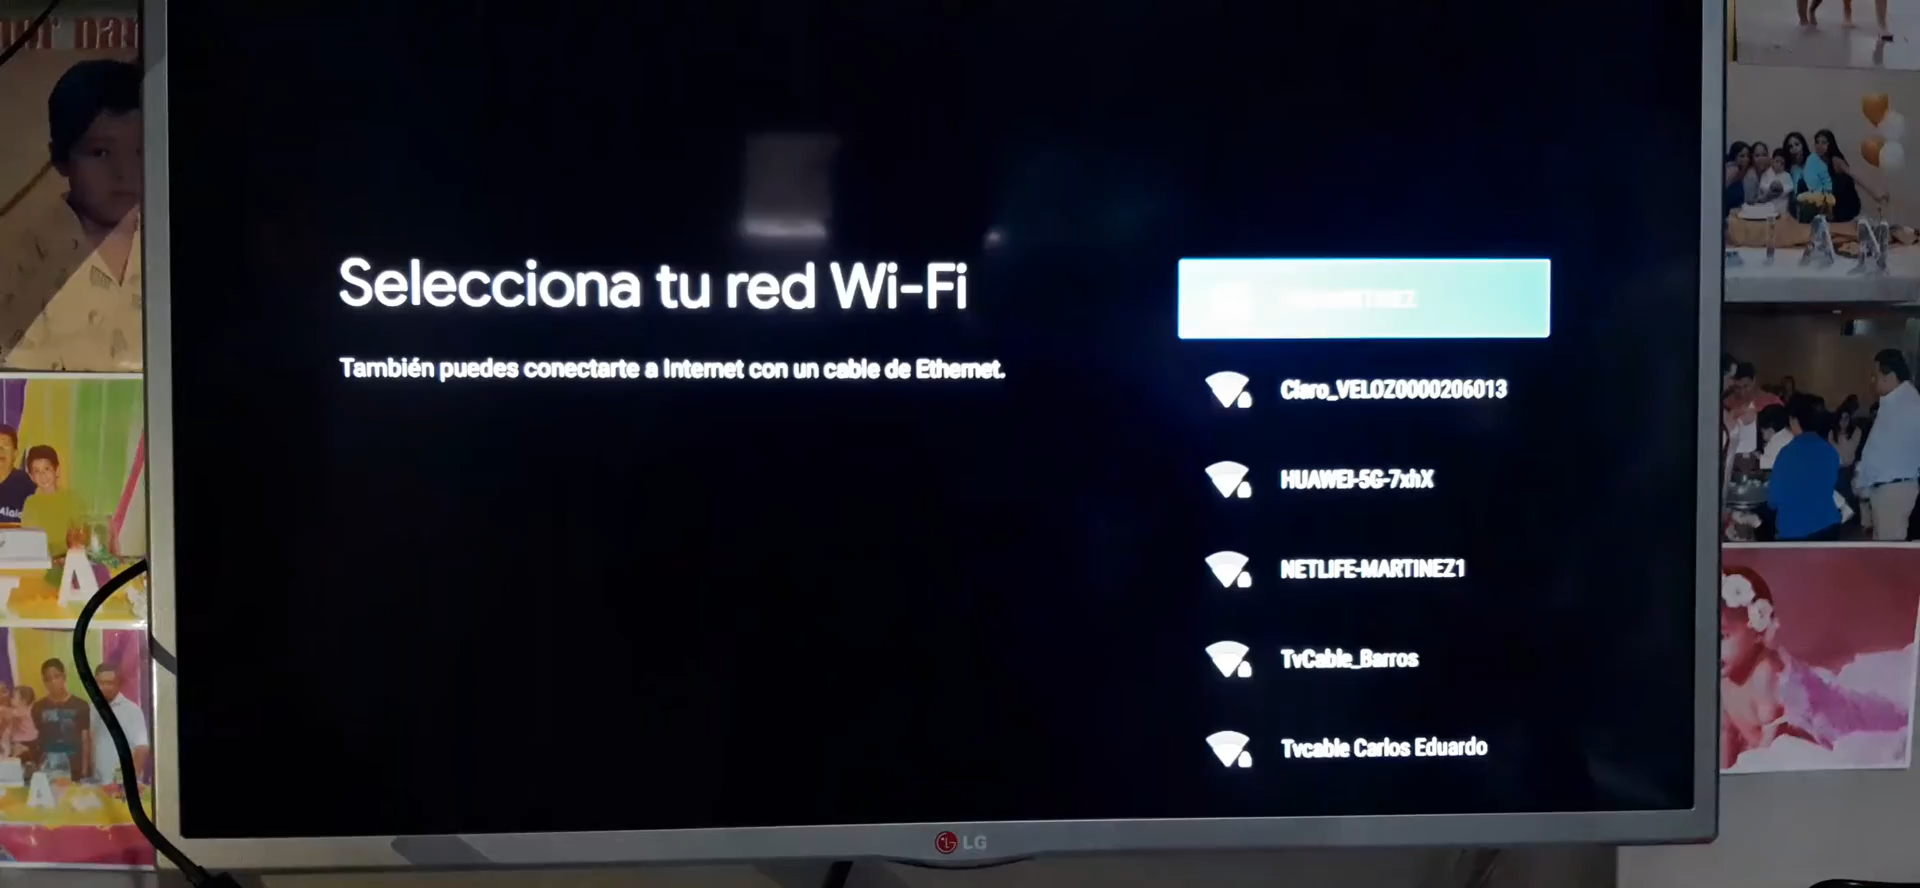 Selecciona tu red Wi-Fi
También puedes conectarte a Internet con un cable de Ethernet.
Claro_VELOZ0000206013
HUAWEI-5G-7xhX
NETLIFE-MARTINEZ1
TvCable_Barros
Tvcable Carlos Eduardo
LG